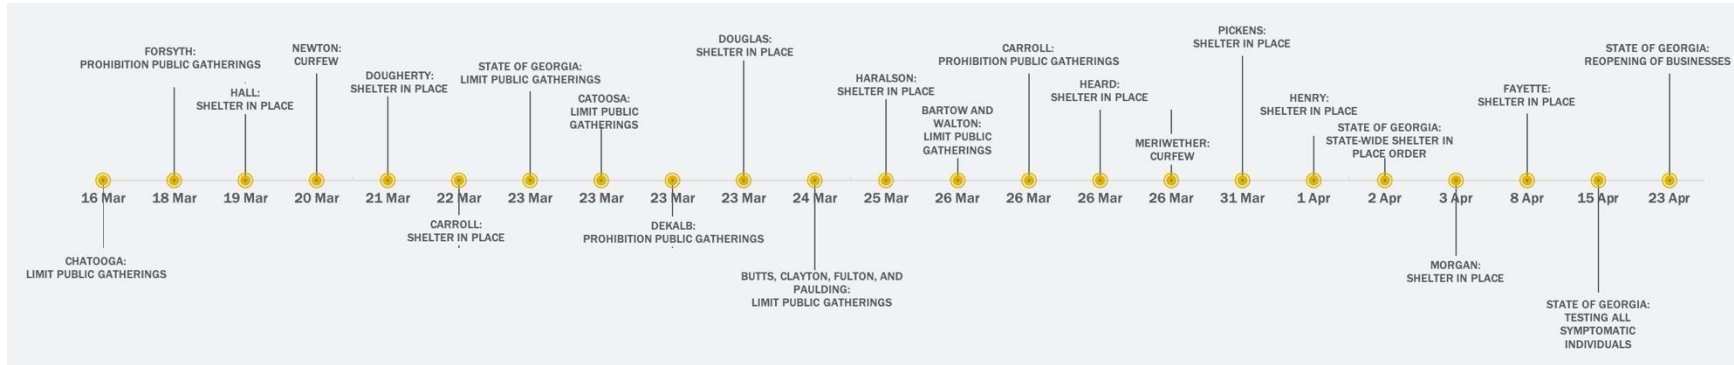 FORSYTH:
PROHIBITION PUBLIC GATHERINGS
HALL:
SHELTER IN PLACE
NEWTON:
CURFEW
DOUGHERTY:
SHELTER IN PLACE
STATE OF GEORGIA:
LIMIT PUBLIC GATHERINGS
CATOOSA:
LIMIT PUBLIC
GATHERINGS
DOUGLAS:
SHELTER IN PLACE
HARALSON:
SHELTER IN PLACE
BARTOW AND
WALTON:
LIMIT PUBLIC
GATHERINGS
CARROLL:
PROHIBITION PUBLIC GATHERINGS
HEARD:
SHELTER IN PLACE
MERIWETHER:
CURFEW
PICKENS:
SHELTER IN PLACE
HENRY:
SHELTER IN PLACE
STATE OF GEORGIA:
STATE-WIDE SHELTER IN
PLACE ORDER
FAYETTE:
SHELTER IN PLACE
STATE OF GEORGIA:
REOPENING OF BUSINESSES
16 Mar 18 Mar 19 Mar 20 Mar 21 Mar 22 Mar 23 Mar 23 Mar 23 Mar 23 Mar 24 Mar 25 Mar 26 Mar 26 Mar 26 Mar 26 Mar 31 Mar 1 Apr 2 Apr 3 Apr 8 Apr 15 Apr 23 Apr
CHATOOGA:
LIMIT PUBLIC GATHERINGS
CARROLL:
SHELTER IN PLACE
DEKALB:
PROHIBITION PUBLIC GATHERINGS
BUTTS, CLAYTON, FULTON, AND
PAULDING:
LIMIT PUBLIC GATHERINGS
MORGAN:
SHELTER IN PLACE
STATE OF GEORGIA:
TESTING ALL
SYMPTOMATIC
INDIVIDUALS